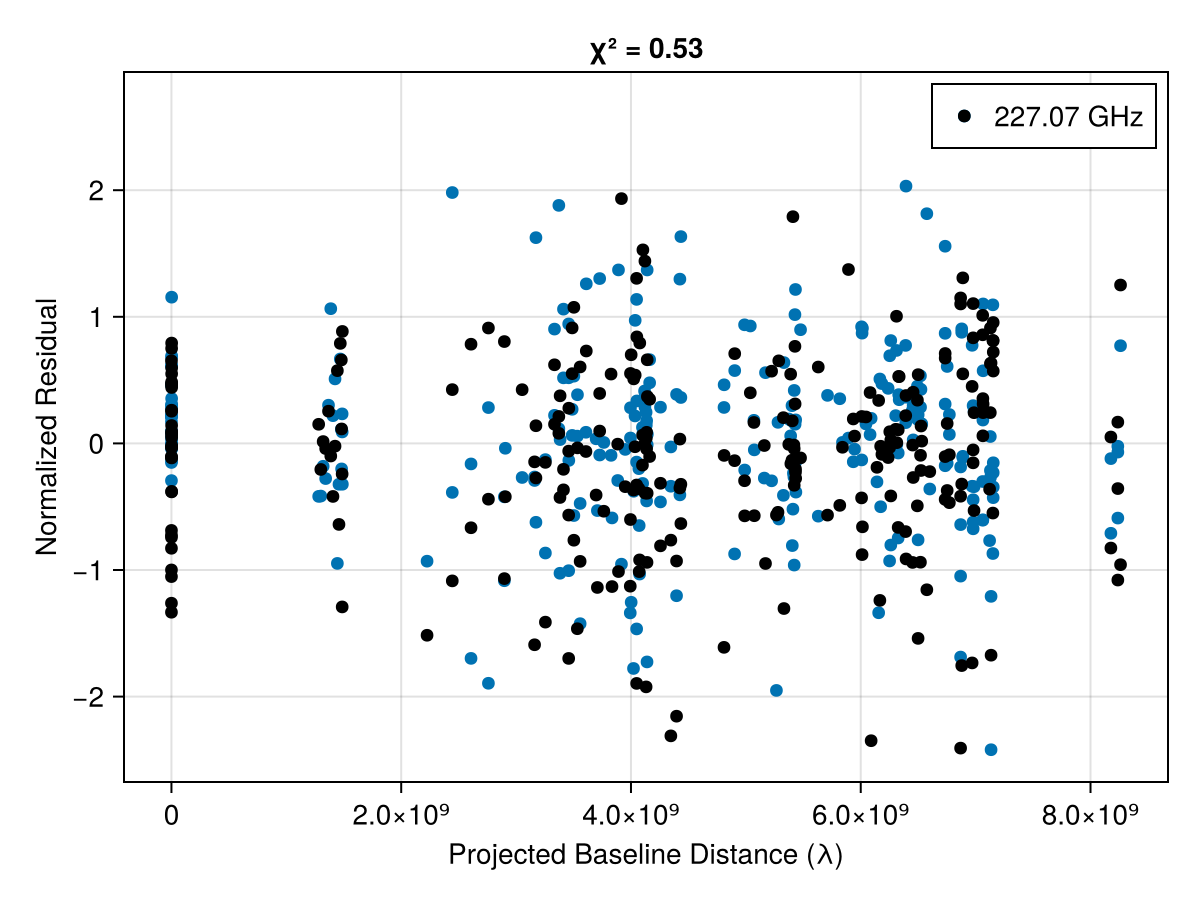 χ² = 0.53
227.07 GHz
Normalized Residual
2
1
0
−1
−2
0 2.0×10⁹ 4.0×10⁹ 6.0×10⁹ 8.0×10⁹
Projected Baseline Distance (λ)